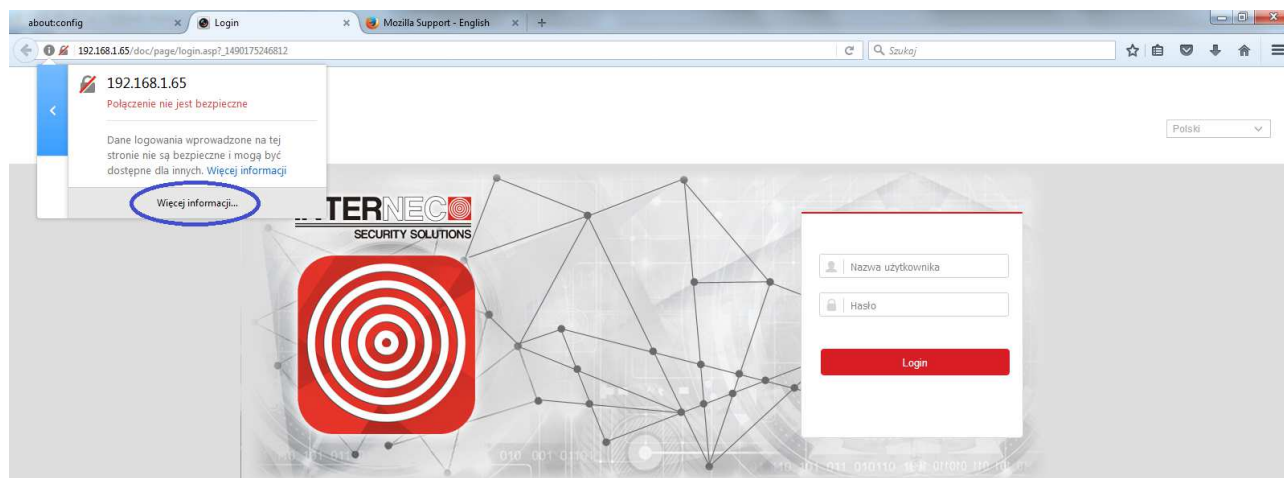 about:config
Login
Mozilla Support - English
192.168.1.65/doc/page/login.asp?_1490175246812
Szukaj
192.168.1.65
Połączenie nie jest bezpieczne
Dane logowania wprowadzone na tej
stronie nie są bezpieczne i mogą być
dostępne dla innych. Więcej informacji
Więcej informacji...
Polski
TERNEC
SECURITY SOLUTIONS
Nazwa użytkownika
Hasło
Login